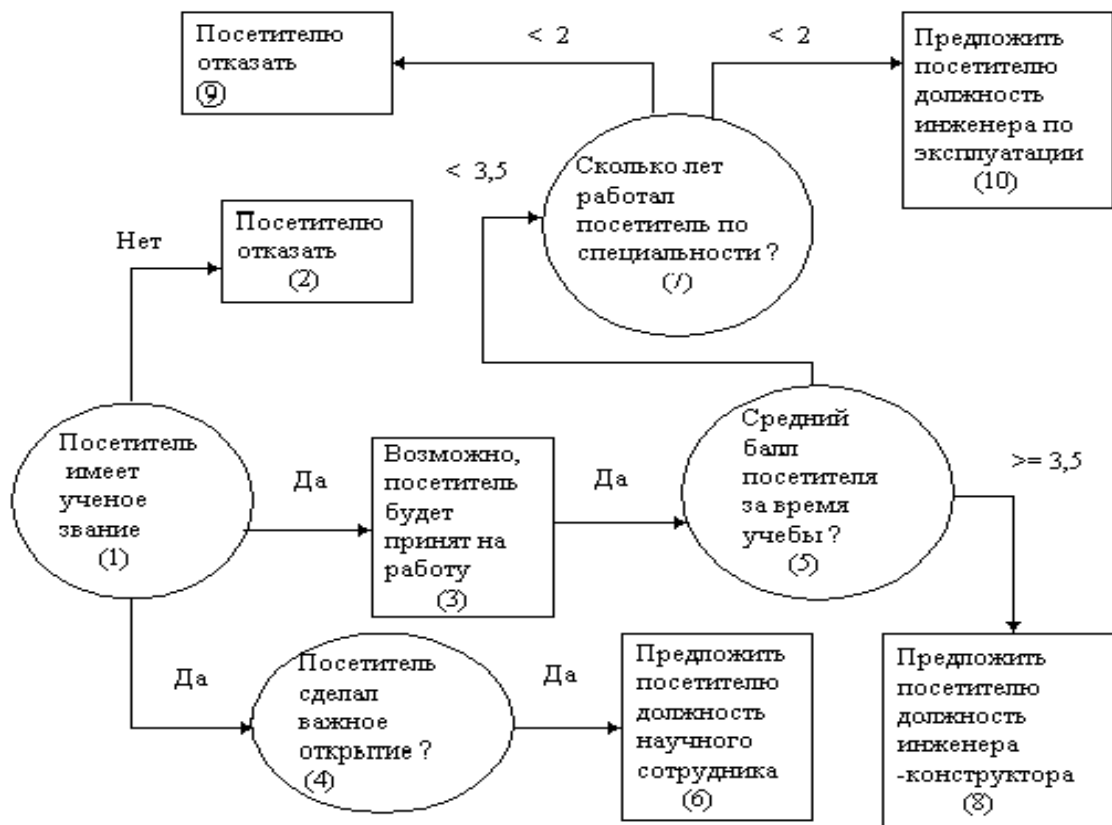 Посетителю
отказать
(9)
< 2
< 2
Предложить
посетителю
должность
инженера по
эксплуатации
(10)
< 3,5
Сколько лет
работал
посетитель по
специальности ?
(7)
Нет
Посетителю
отказать
(2)
Посетитель
имеет
ученое
звание
(1)
Да
Возможно,
посетитель
будет
принят на
работу
(3)
Да
Средний
балл
посетителя
за время
учебы ?
(5)
>= 3,5
Да
Посетитель
сделал
важное
открытие ?
(4)
Да
Предложить
посетителю
должность
научного
сотрудника
(6)
Предложить
посетителю
должность
инженера
-конструктора
(8)